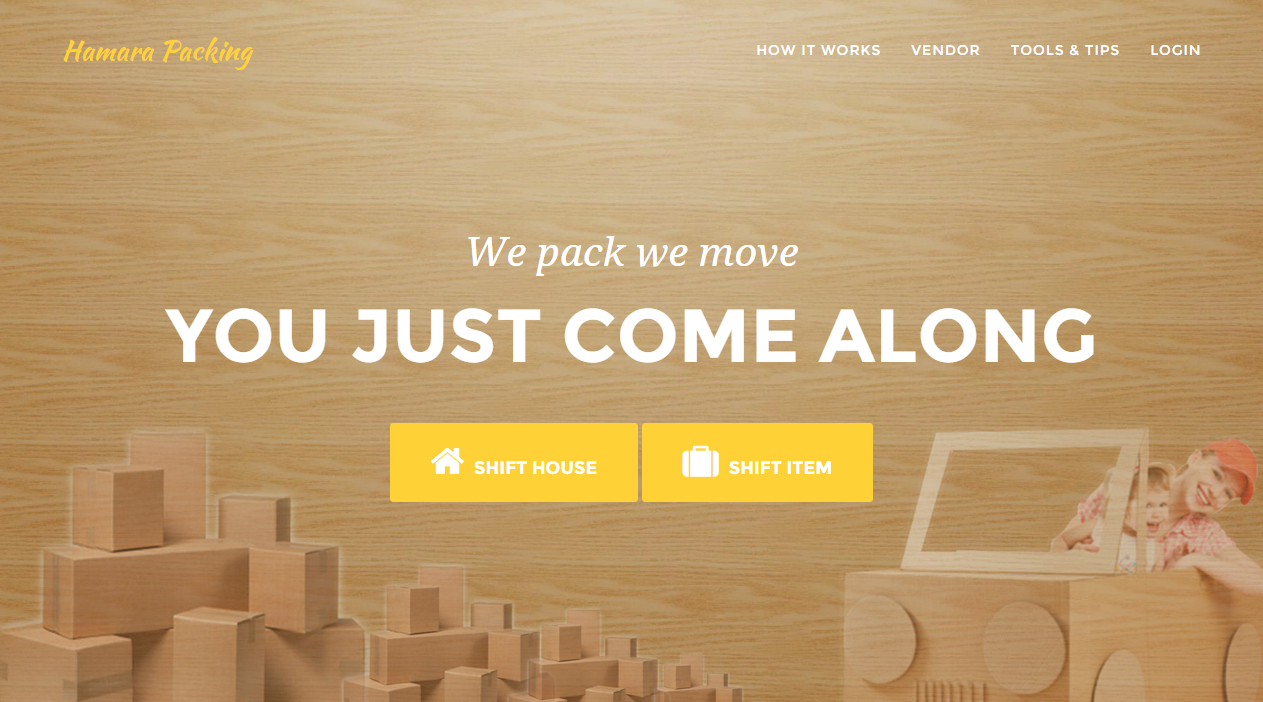 Hamara Packing
HOW IT WORKS VENDOR TOOLS & TIPS LOGIN
We pack we move
YOU JUST COME ALONG
SHIFT HOUSE SHIFT ITEM